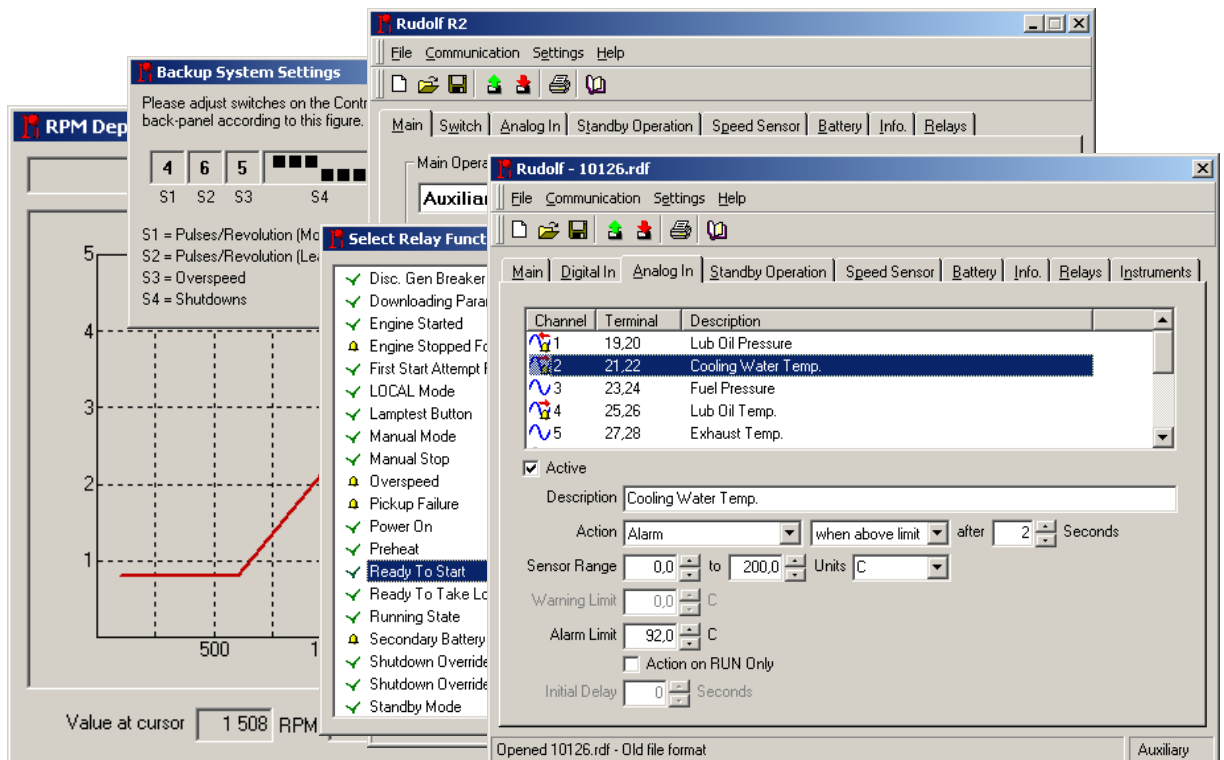 Rudolf R2
File Communication Settings Help
Main Switch Analog In Standby Operation Speed Sensor Battery Info. Relays
Main
Backup System Settings
Please adjust switches on the
back-panel according to this figure.
4 6 5
S1 S2 S3 S4
S1 = Pulses/Revolution
S2 = Pulses/Revolution
S3 = Overspeed
S4 = Shutdowns
RPM
5
4
3
2
1
500
Value at cursor 1 508 RPM
Select Relay
Disc. Gen Breaker
Downloading
Engine Started
Engine Stopped
First Start Attempt
LOCAL Mode
Lamptest Button
Manual Mode
Manual Stop
Overspeed
Pickup Failure
Power On
Preheat
Ready To Start
Ready To Take
Running State
Secondary Battery
Shutdown Override
Shutdown Override
Standby Mode
Rudolf - 10126.rdf
File Communication Settings Help
Main Digital In Analog In Standby Operation Speed Sensor Battery Info. Relays Instruments
Channel Terminal Description
1 19,20 Lub Oil Pressure
2 21,22 Cooling Water Temp.
3 23,24 Fuel Pressure
4 25,26 Lub Oil Temp.
5 27,28 Exhaust Temp.
Active
Description Cooling Water Temp.
Action Alarm when above limit after 2 Seconds
Sensor Range 0,0 to 200,0 Units C
Warning Limit 0,0 C
Alarm Limit 92,0 C
Action on RUN Only
Initial Delay 0 Seconds
Opened 10126.rdf - Old file format Auxiliary